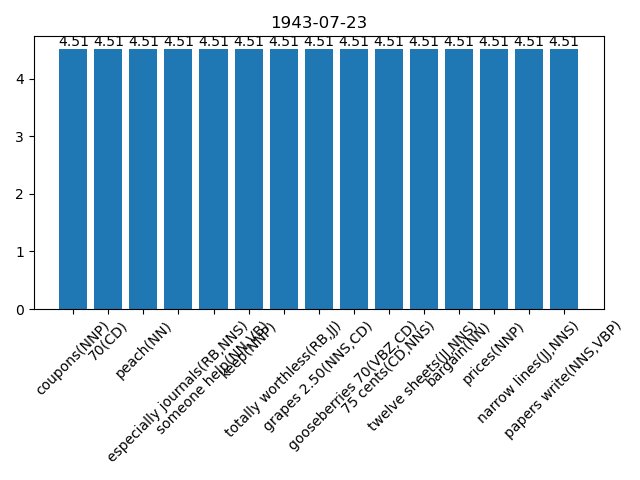 1943-07-23
4.51 4.51 4.51 4.51 4.51 4.51 4.51 4.51 4.51 4.51 4.51 4.51 4.51 4.51 4.51
4
3
2
1
0
coupons(NNP)
70(CD)
peach(NN)
especially journals(RB,NNS)
someone help(NN,VB)
keep(NNP)
totally worthless(RB,JJ)
grapes 2.50(NNS,CD)
gooseberries 70(VBZ,CD)
75 cents(CD,NNS)
twelve sheets(JJ,NNS)
bargain(NN)
prices(NNP)
narrow lines(JJ,NNS)
papers write(NNS,VBP)